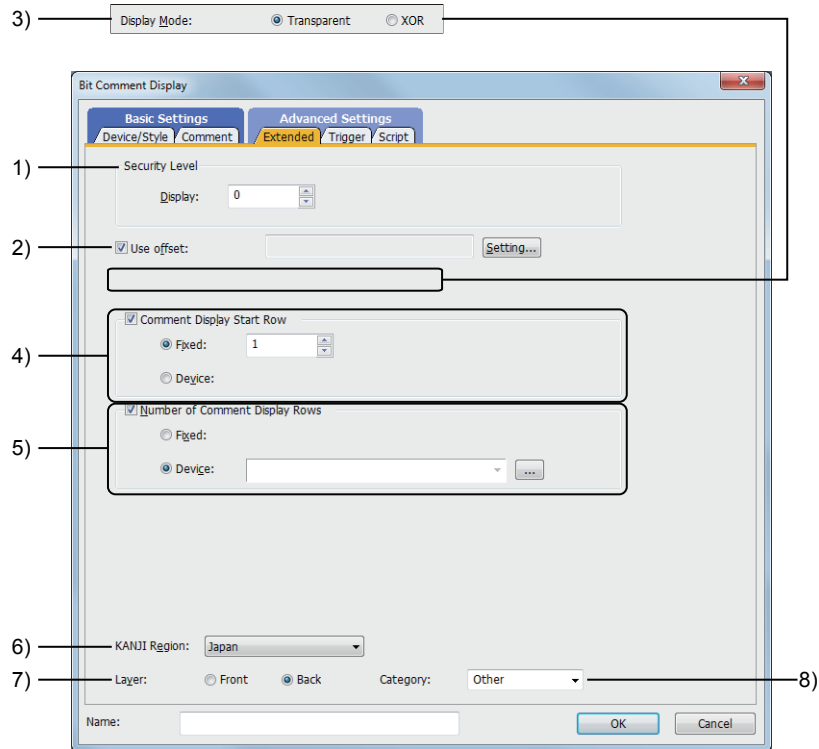 3) Display Mode: Transparent XOR
Bit Comment Display
Basic Settings Advanced Settings
Device/Style Comment Extended Trigger Script
1) Security Level
Display: 0
2) Use offset: Setting...
Comment Display Start Row
Fixed: 1
4)
Device:
Number of Comment Display Rows
Fixed:
5)
Device: ...
6) KANJI Region: Japan
7) Layer: Front Back Category: Other 8)
Name: OK Cancel